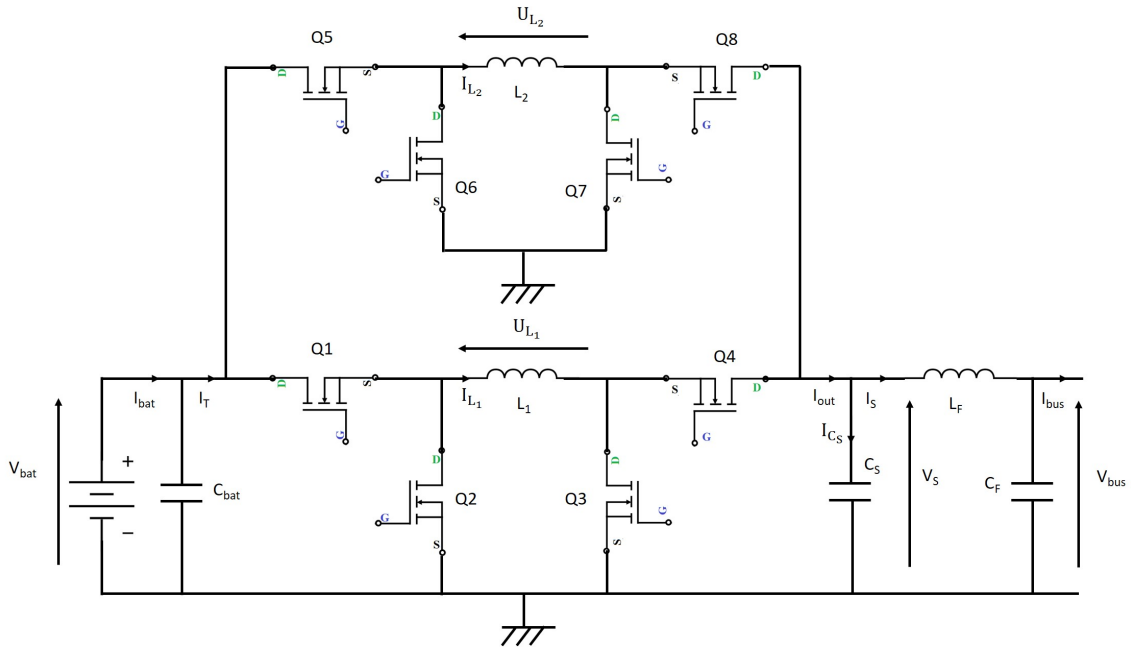 U_L₂
Q5
Q8
D
S
S
D
I_L₂
L₂
G
D
D
G
G
Q6
Q7
G
S
S
U_L₁
Q1
Q4
D
S
S
D
I_bat
I_T
I_L₁
L₁
I_out
I_S
L_F
I_bus
G
G
I_C_S
D
D
V_bat
+
C_bat
G
Q2
Q3
G
C_S
V_S
C_F
V_bus
−
S
S